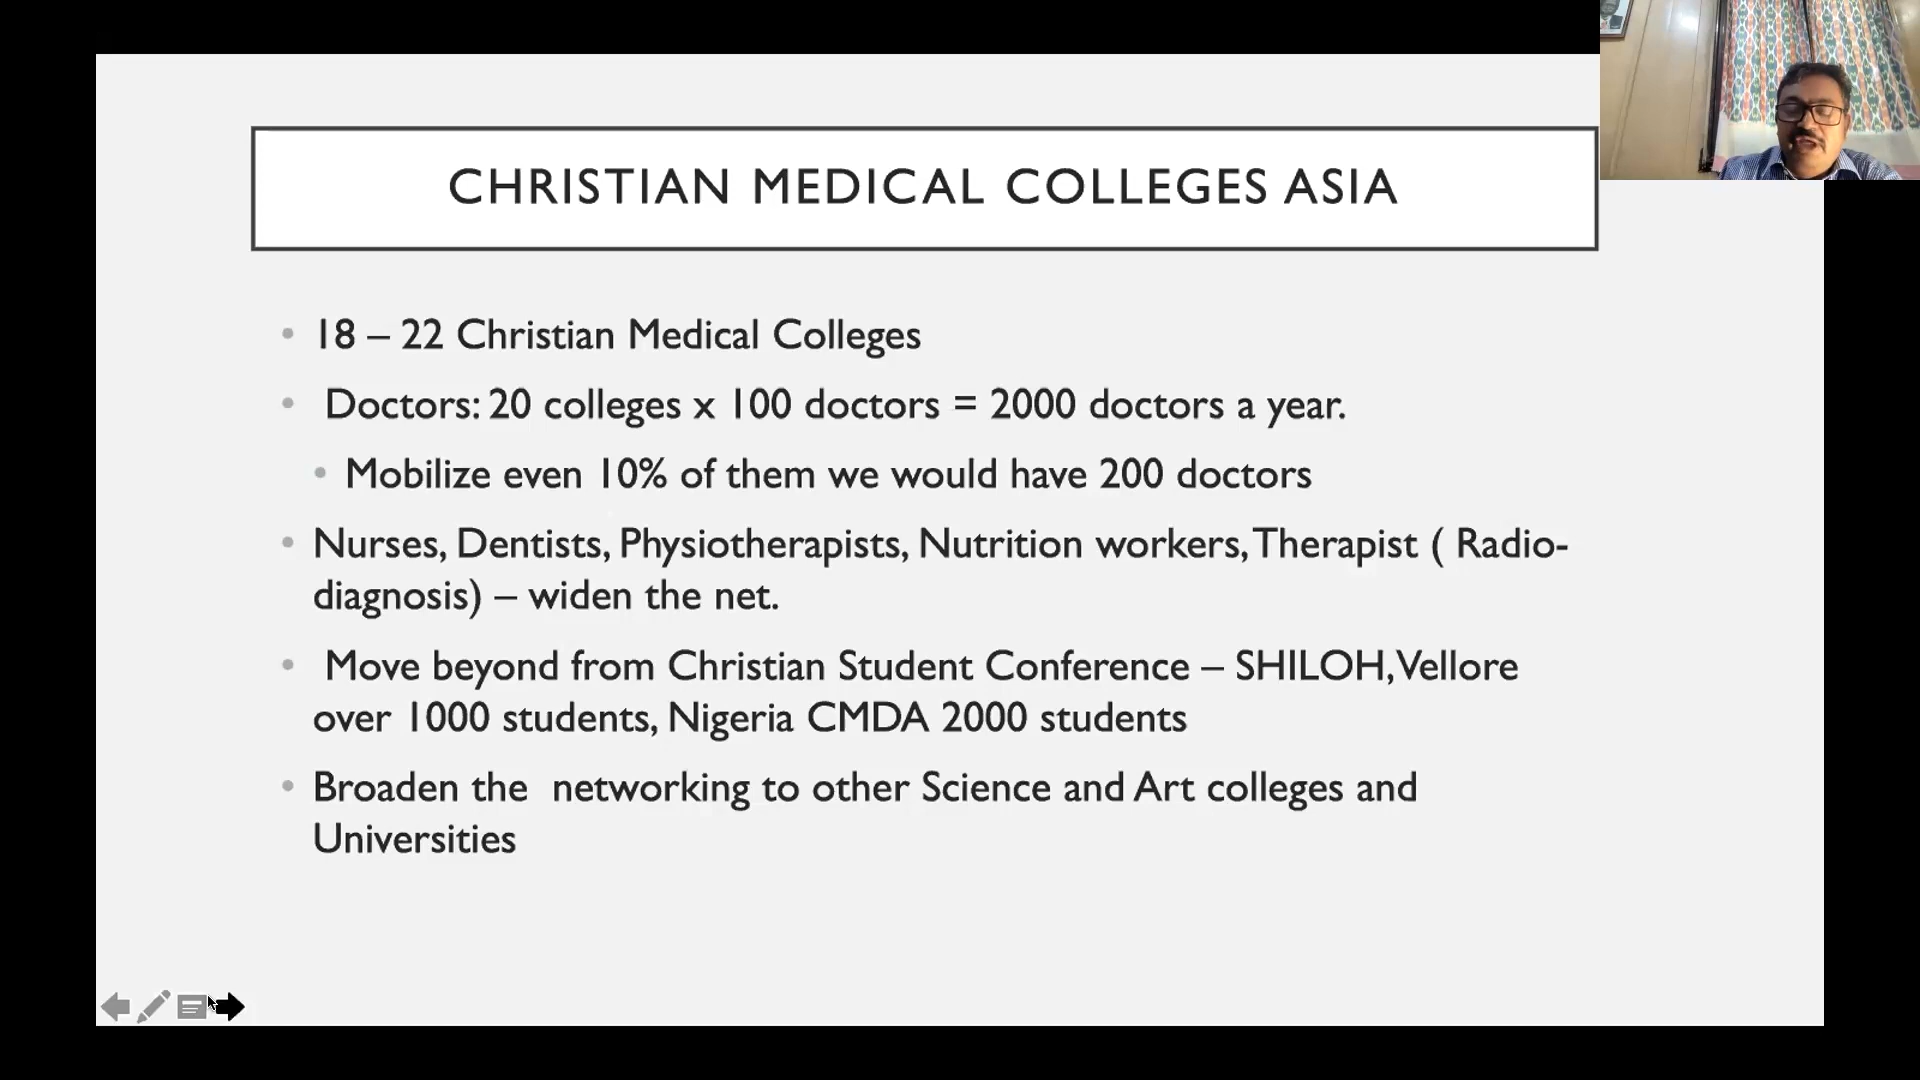 CHRISTIAN MEDICAL COLLEGES ASIA
• 18 – 22 Christian Medical Colleges
• Doctors: 20 colleges x 100 doctors = 2000 doctors a year.
• Mobilize even 10% of them we would have 200 doctors
• Nurses, Dentists, Physiotherapists, Nutrition workers, Therapist ( Radio-
diagnosis) – widen the net.
• Move beyond from Christian Student Conference – SHILOH, Vellore
over 1000 students, Nigeria CMDA 2000 students
• Broaden the  networking to other Science and Art colleges and
Universities